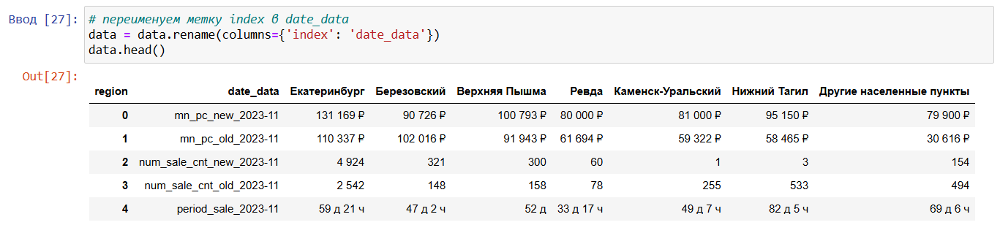 Ввод [27]: # переименуем метку index в date_data
data = data.rename(columns={'index': 'date_data'})
data.head()
Out[27]:
region date_data Екатеринбург Березовский Верхняя Пышма Ревда Каменск-Уральский Нижний Тагил Другие населенные пункты
0 mn_pc_new_2023-11 131 169 ₽ 90 726 ₽ 100 793 ₽ 80 000 ₽ 81 000 ₽ 95 150 ₽ 79 900 ₽
1 mn_pc_old_2023-11 110 337 ₽ 102 016 ₽ 91 943 ₽ 61 694 ₽ 59 322 ₽ 58 465 ₽ 30 616 ₽
2 num_sale_cnt_new_2023-11 4 924 321 300 60 1 3 154
3 num_sale_cnt_old_2023-11 2 542 148 158 78 255 533 494
4 period_sale_2023-11 59 д 21 ч 47 д 2 ч 52 д 33 д 17 ч 49 д 7 ч 82 д 5 ч 69 д 6 ч